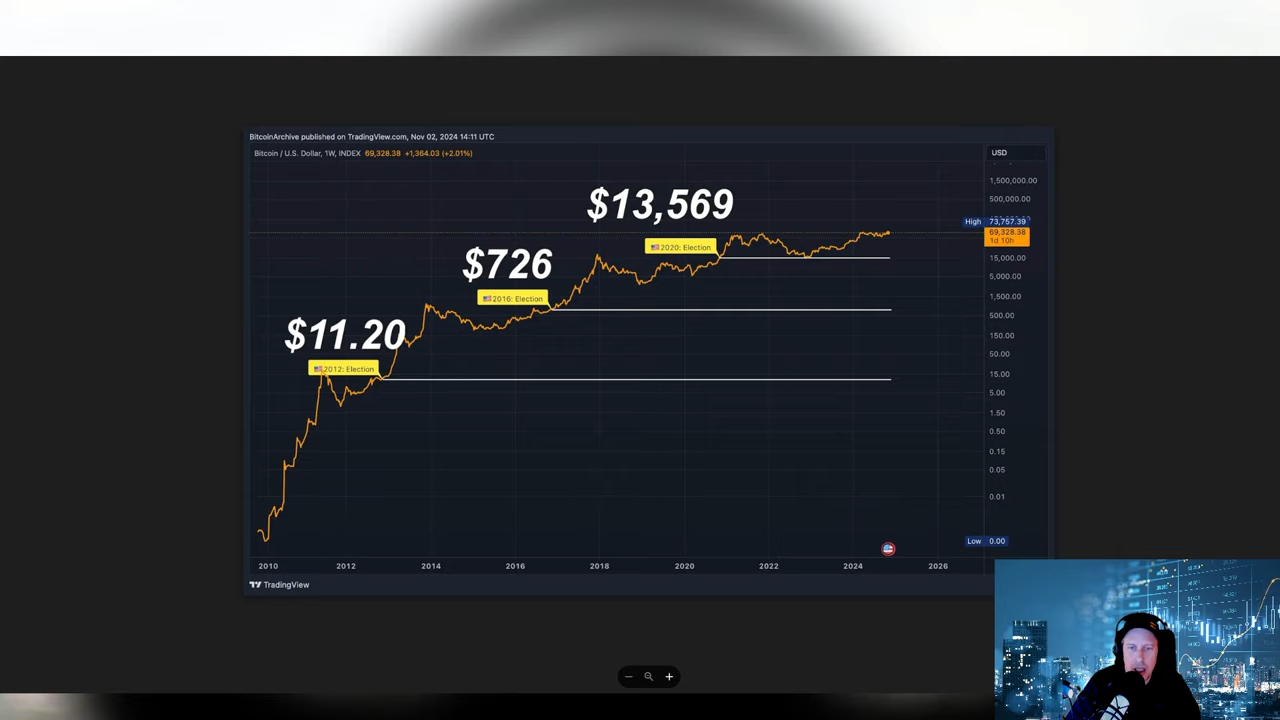 BitcoinArchive published on TradingView.com, Nov 02, 2024 14:11 UTC
Bitcoin / U.S. Dollar, 1W, INDEX 69,328.38 +1,364.03 (+2.01%)
USD
1,500,000.00
500,000.00
High 73,757.39
69,328.38
1d 10h
15,000.00
5,000.00
1,500.00
500.00
150.00
50.00
15.00
5.00
1.50
0.50
0.15
0.05
0.01
Low 0.00
$13,569
2020: Election
$726
2016: Election
$11.20
2012: Election
2010 2012 2014 2016 2018 2020 2022 2024 2026
TradingView